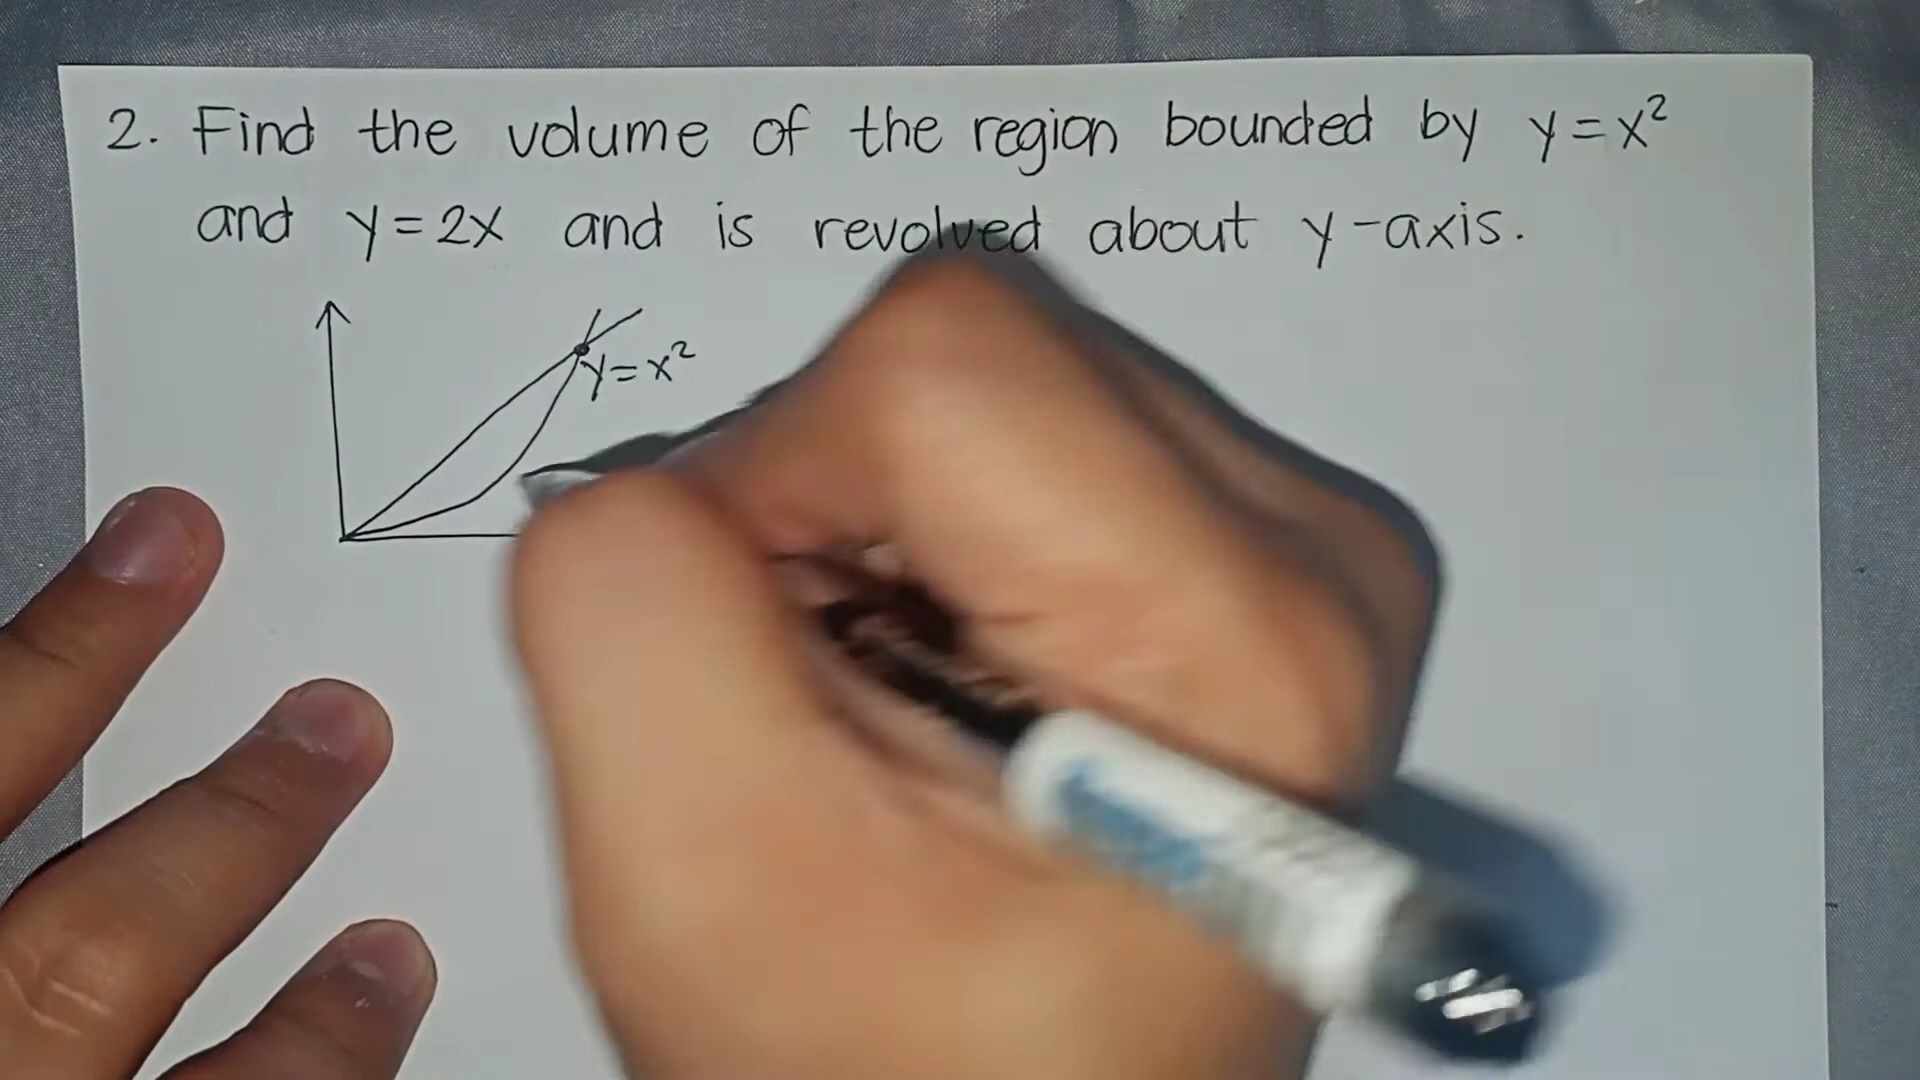 2. Find the volume of the region bounded by y=x²
and y=2x and is revolved about y-axis.
y=x²